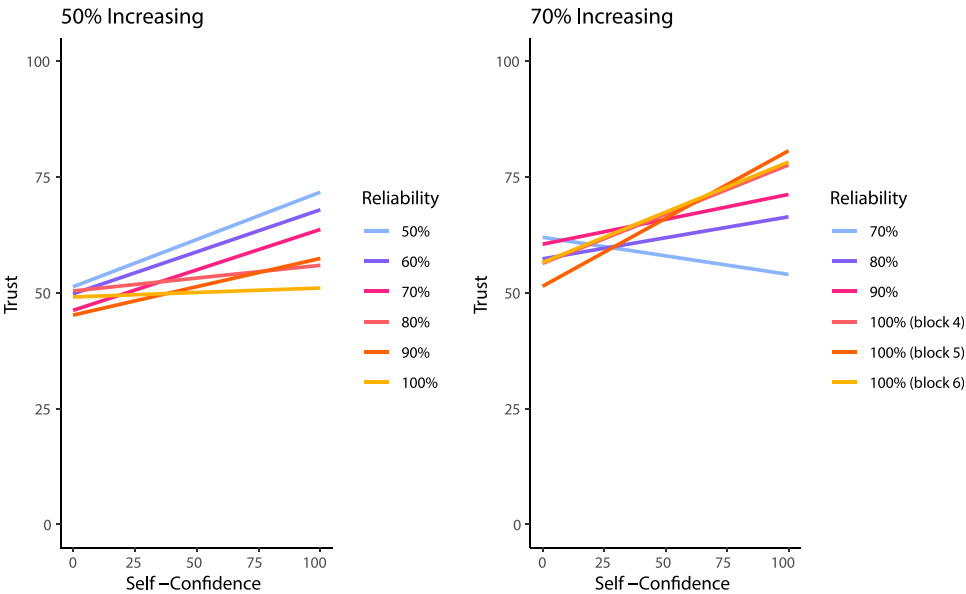 50% Increasing
100
75
50
25
0
Trust
0 25 50 75 100
Self –Confidence
Reliability
50%
60%
70%
80%
90%
100%
70% Increasing
100
75
50
25
0
Trust
0 25 50 75 100
Self –Confidence
Reliability
70%
80%
90%
100% (block 4)
100% (block 5)
100% (block 6)